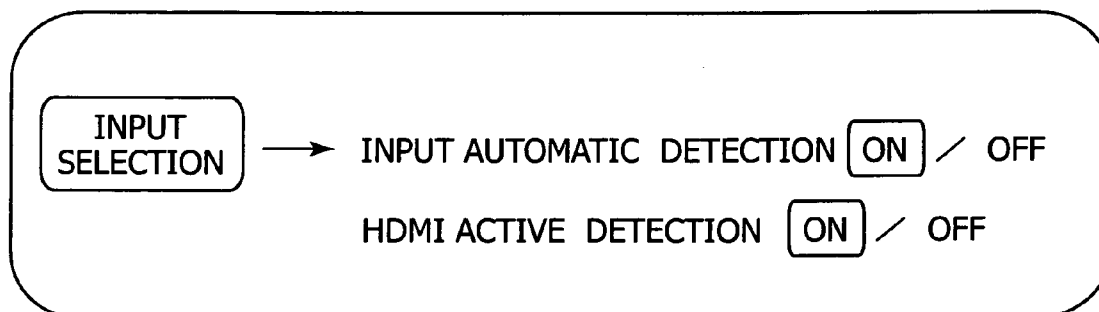 INPUT
SELECTION
INPUT AUTOMATIC DETECTION ON / OFF
HDMI ACTIVE DETECTION ON / OFF